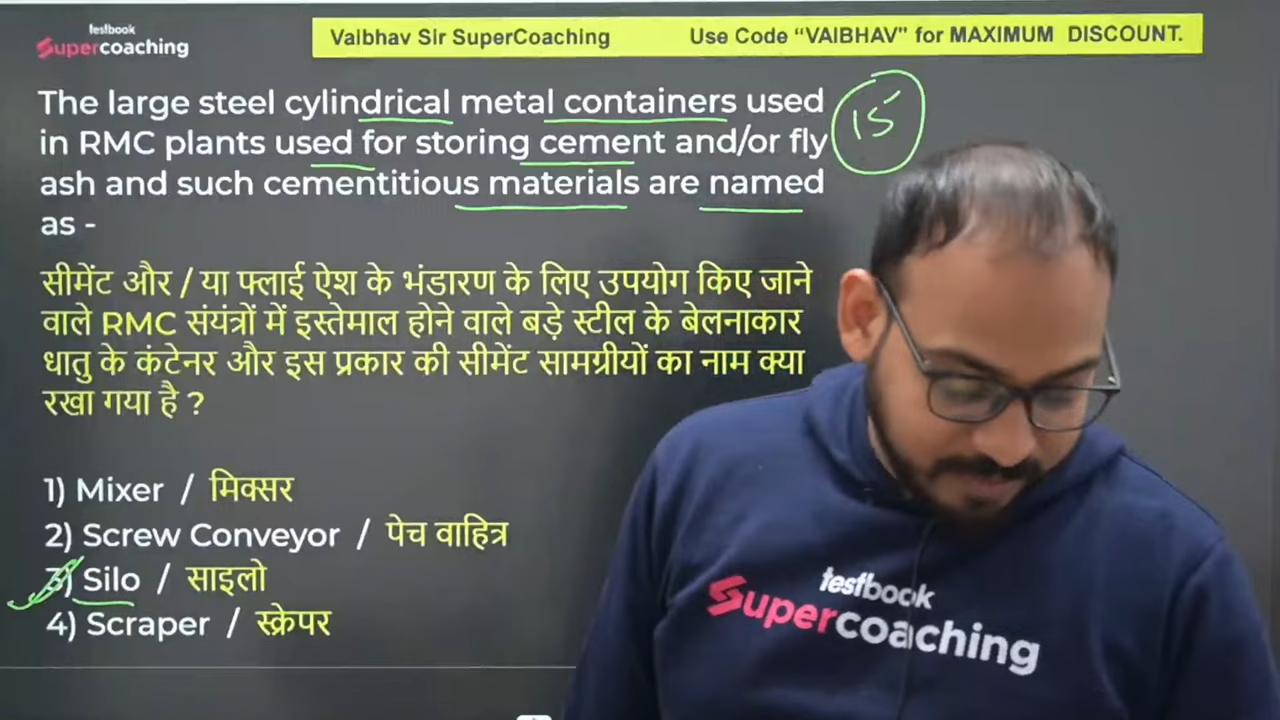 testbook
Supercoaching
Vaibhav Sir SuperCoaching
Use Code “VAIBHAV” for MAXIMUM DISCOUNT.
The large steel cylindrical metal containers used
in RMC plants used for storing cement and/or fly
ash and such cementitious materials are named
as -
15
सीमेंट और / या फ्लाई ऐश के भंडारण के लिए उपयोग किए जाने
वाले RMC संयंत्रों में इस्तेमाल होने वाले बड़े स्टील के बेलनाकार
धातु के कंटेनर और इस प्रकार की सीमेंट सामग्रीयों का नाम क्या
रखा गया है ?
1) Mixer / मिक्सर
2) Screw Conveyor / पेच वाहित्र
3) Silo / साइलो
4) Scraper / स्क्रेपर
testbook
Supercoaching